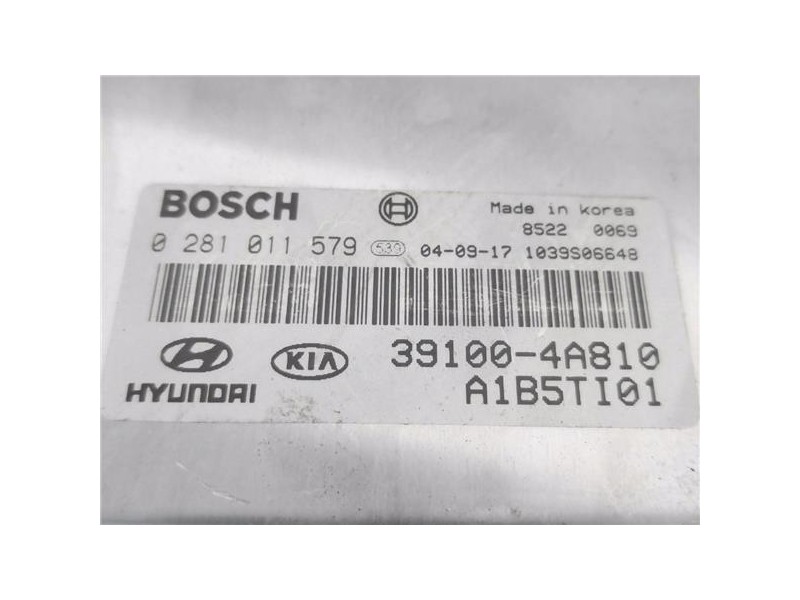 BOSCH
Made in korea
8522 0069
0 281 011 579 539 04-09-17 1039S06648
HYUNDAI KIA 39100-4A810
A1B5TI01